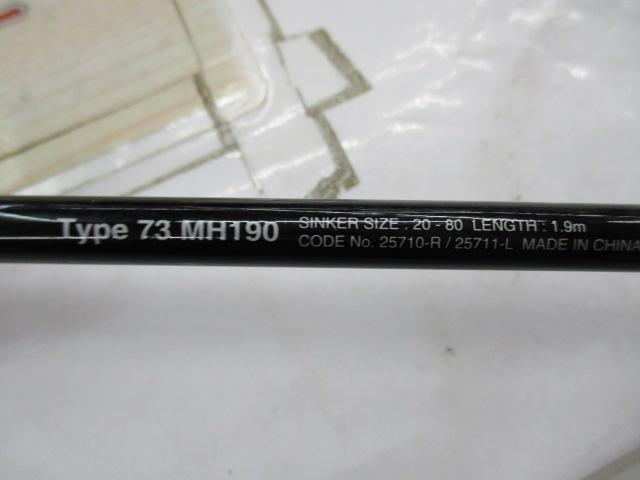 Type 73 MH190
SINKER SIZE : 20 - 80 LENGTH : 1.9m
CODE No. 25710-R / 25711-L MADE IN CHINA